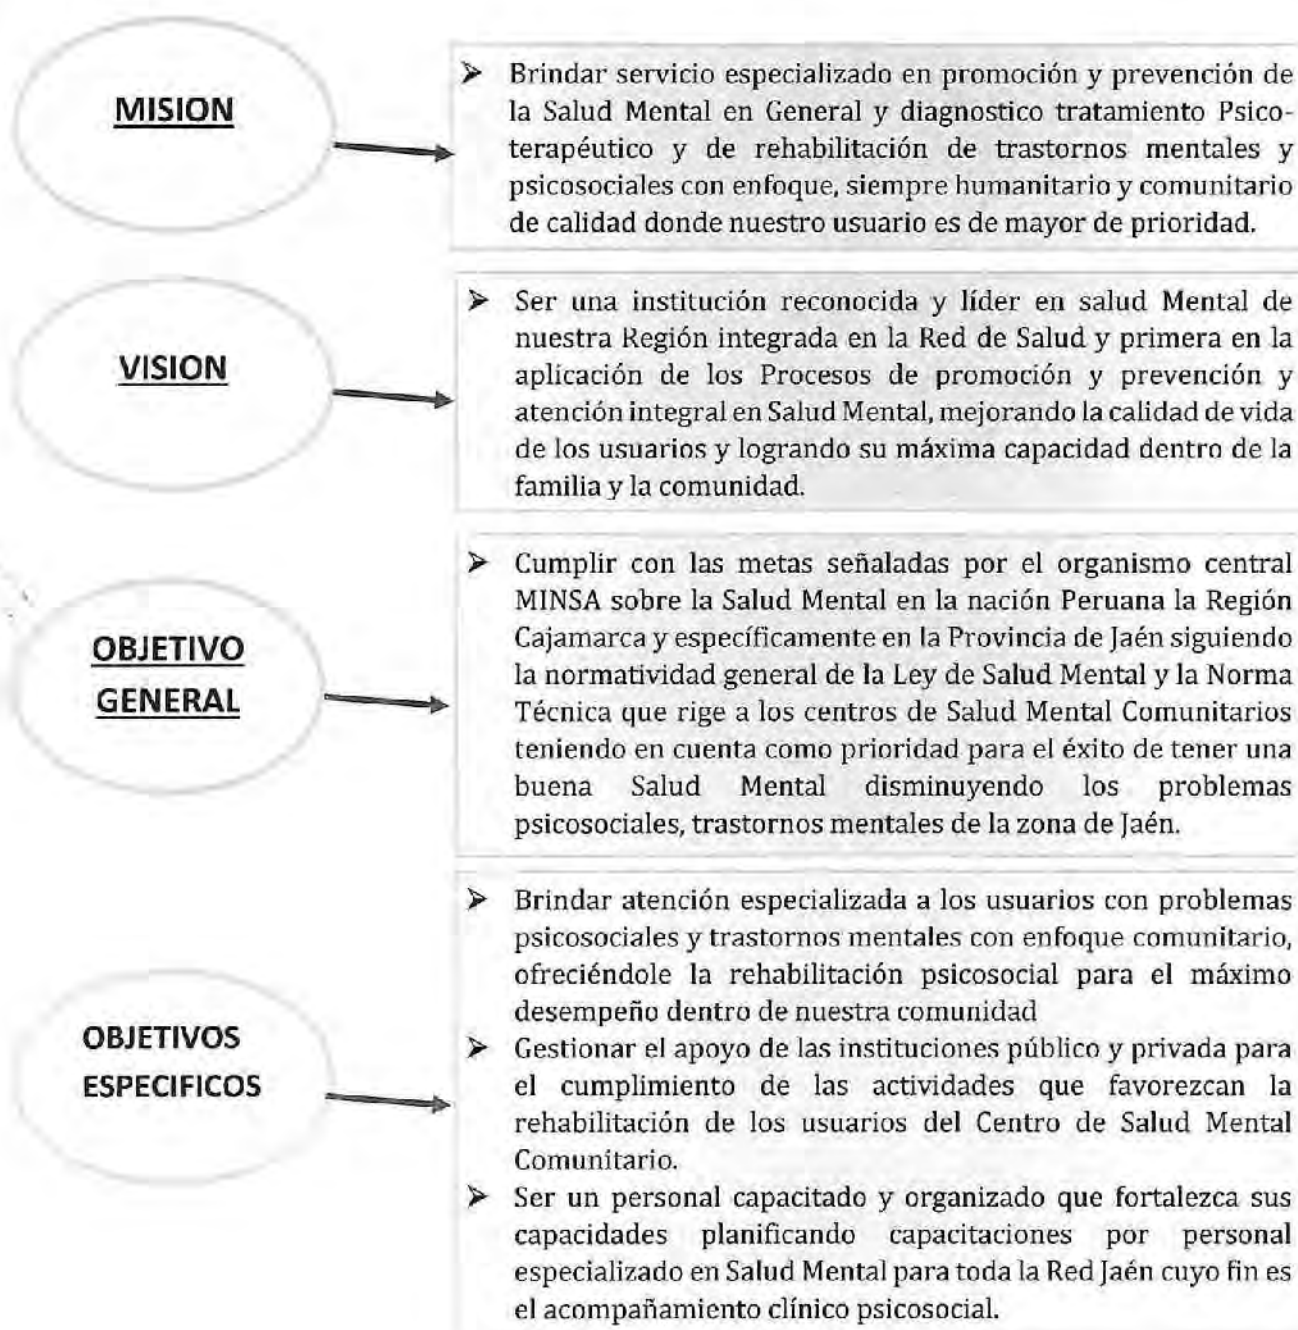 MISION
➤ Brindar servicio especializado en promoción y prevención de
la Salud Mental en General y diagnostico tratamiento Psico-
terapéutico y de rehabilitación de trastornos mentales y
psicosociales con enfoque, siempre humanitario y comunitario
de calidad donde nuestro usuario es de mayor de prioridad.
VISION
➤ Ser una institución reconocida y líder en salud Mental de
nuestra Región integrada en la Red de Salud y primera en la
aplicación de los Procesos de promoción y prevención y
atención integral en Salud Mental, mejorando la calidad de vida
de los usuarios y logrando su máxima capacidad dentro de la
familia y la comunidad.
OBJETIVO
GENERAL
➤ Cumplir con las metas señaladas por el organismo central
MINSA sobre la Salud Mental en la nación Peruana la Región
Cajamarca y específicamente en la Provincia de Jaén siguiendo
la normatividad general de la Ley de Salud Mental y la Norma
Técnica que rige a los centros de Salud Mental Comunitarios
teniendo en cuenta como prioridad para el éxito de tener una
buena Salud Mental disminuyendo los problemas
psicosociales, trastornos mentales de la zona de Jaén.
OBJETIVOS
ESPECIFICOS
➤ Brindar atención especializada a los usuarios con problemas
psicosociales y trastornos mentales con enfoque comunitario,
ofreciéndole la rehabilitación psicosocial para el máximo
desempeño dentro de nuestra comunidad
➤ Gestionar el apoyo de las instituciones público y privada para
el cumplimiento de las actividades que favorezcan la
rehabilitación de los usuarios del Centro de Salud Mental
Comunitario.
➤ Ser un personal capacitado y organizado que fortalezca sus
capacidades planificando capacitaciones por personal
especializado en Salud Mental para toda la Red Jaén cuyo fin es
el acompañamiento clínico psicosocial.